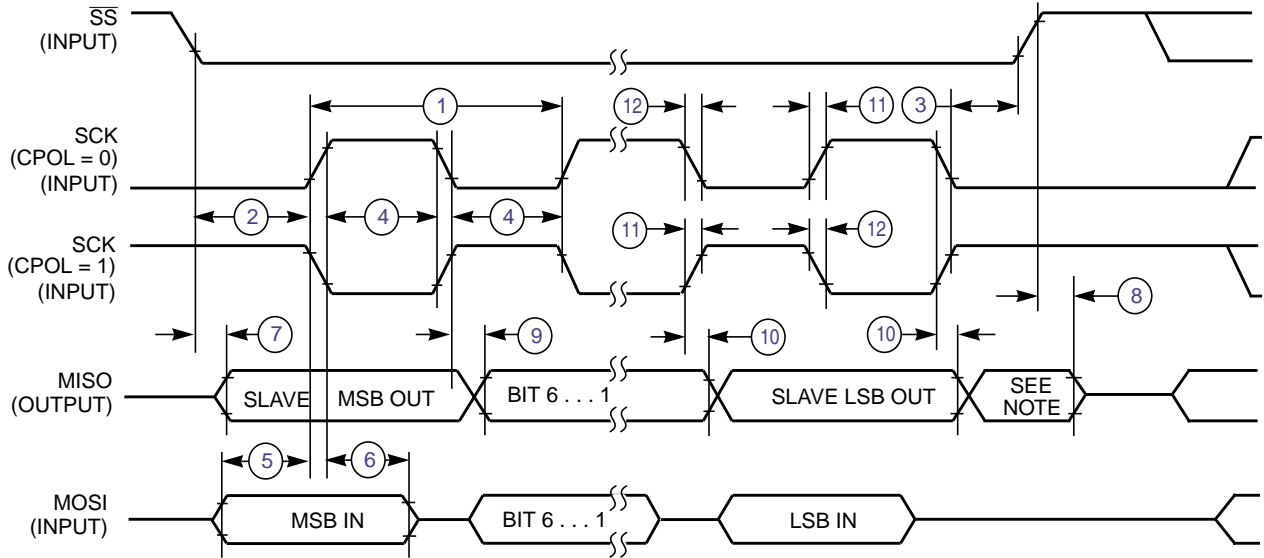 SS
(INPUT)
1
12
11
3
SCK
(CPOL = 0)
(INPUT)
2
4
4
11
12
SCK
(CPOL = 1)
(INPUT)
7
9
10
10
8
MISO
(OUTPUT)
SLAVE MSB OUT
BIT 6 . . . 1
SLAVE LSB OUT
SEE
NOTE
5
6
MOSI
(INPUT)
MSB IN
BIT 6 . . . 1
LSB IN